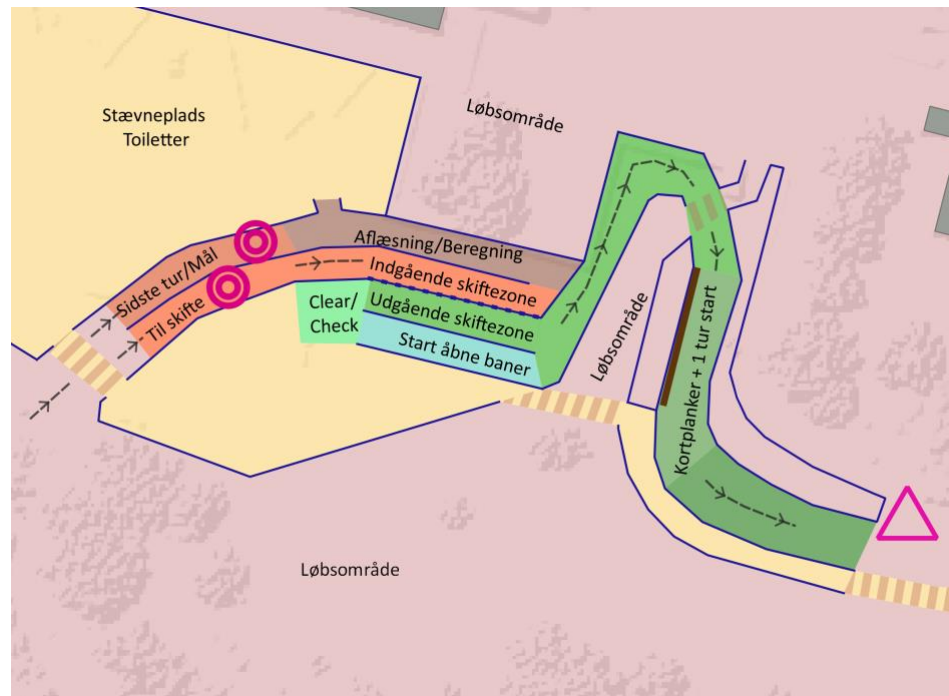 Stævneplads
Toiletter
Løbsområde
Sidste tur/Mål
Til skifte
Aflæsning/Beregning
Indgående skiftezone
Clear/
Check
Udgående skiftezone
Start åbne baner
Løbsområde
Kortplanker + 1 tur start
Løbsområde